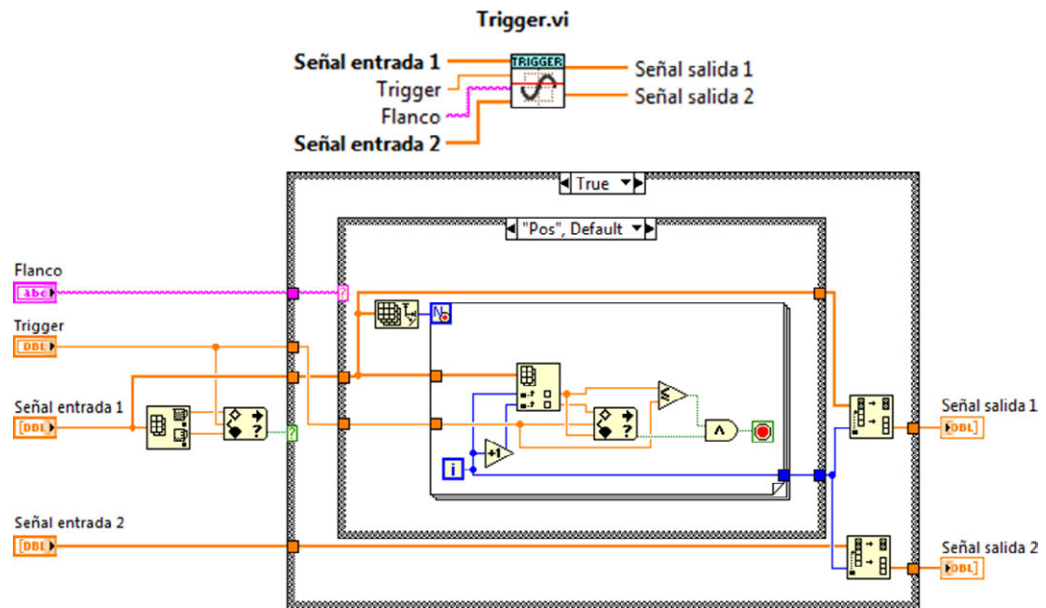 Trigger.vi
Señal entrada 1
TRIGGER
Señal salida 1
Trigger
Señal salida 2
Flanco
Señal entrada 2
True
"Pos", Default
Flanco
abc
?
N
Trigger
DBL
Señal entrada 1
[DBL]
?
?
?
≤
∧
+1
i
Señal salida 1
[DBL]
Señal entrada 2
[DBL]
Señal salida 2
[DBL]